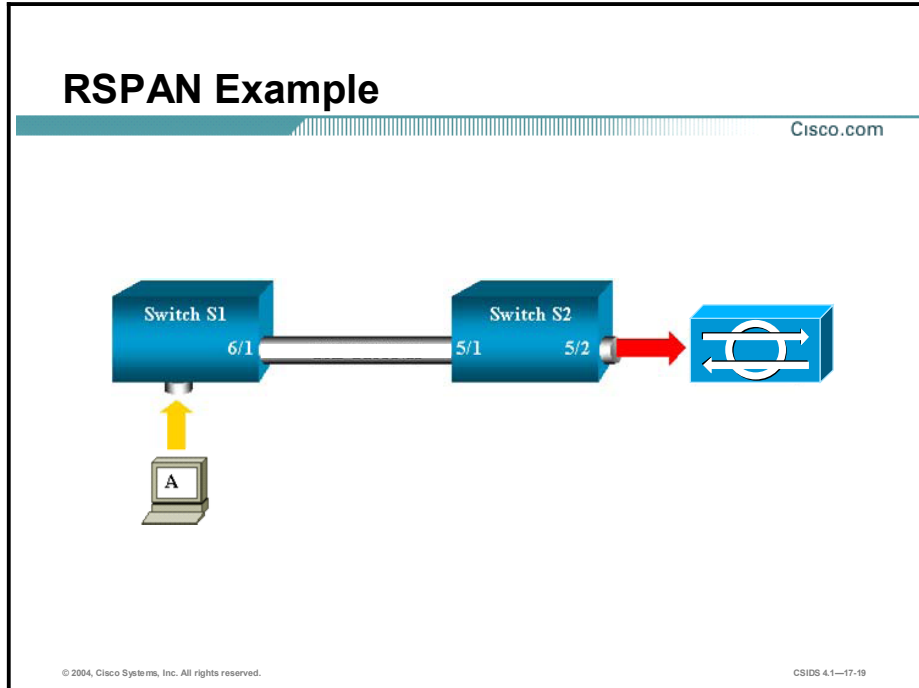 RSPAN Example
Cisco.com
Switch S1
Switch S2
6/1
5/1
5/2
A
© 2004, Cisco Systems, Inc. All rights reserved.
CSIDS 4.1—17-19